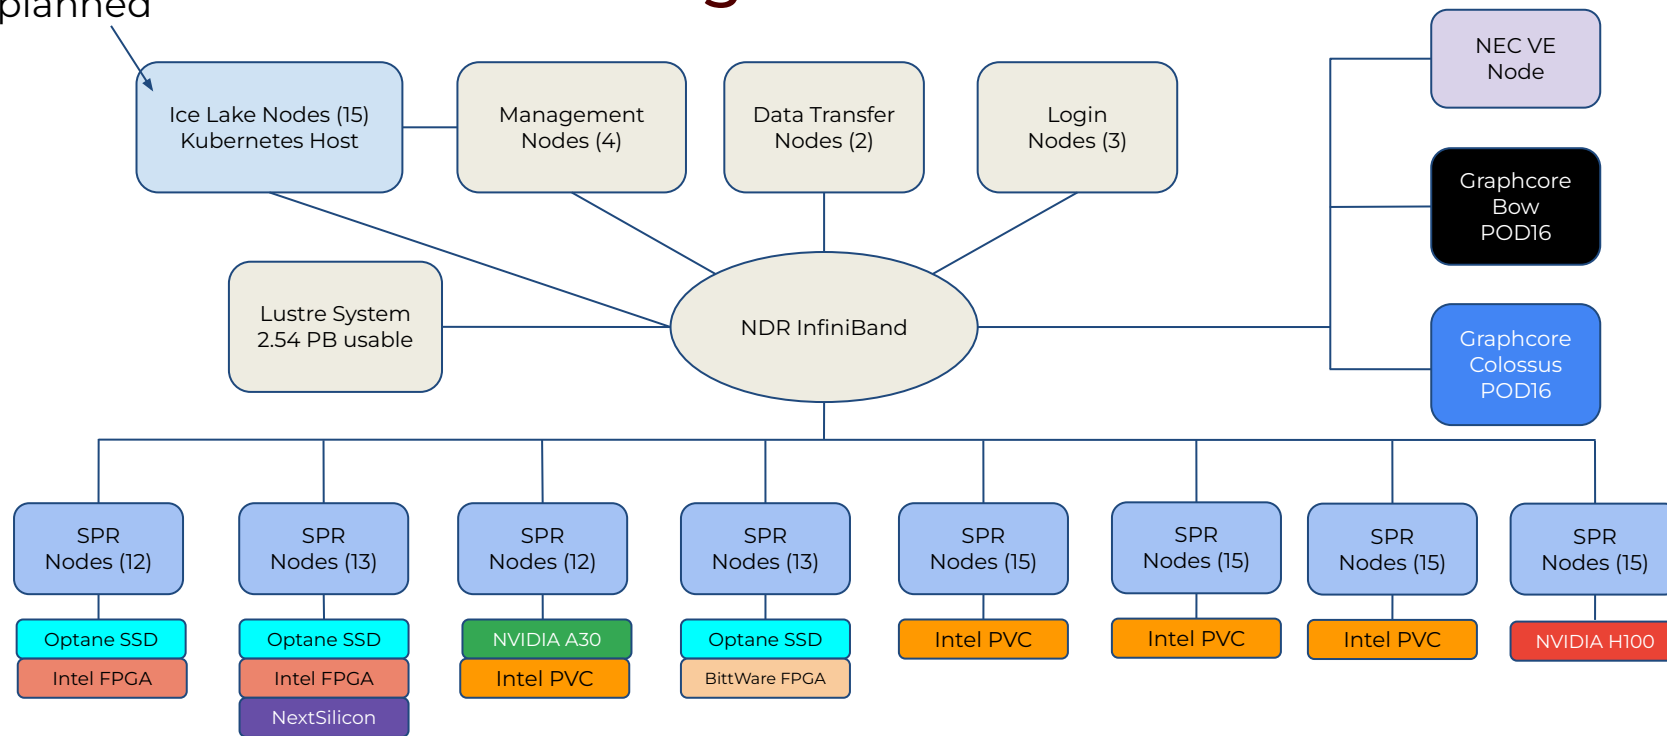 planned
NEC VE
Node
Ice Lake Nodes (15)
Kubernetes Host
Management
Nodes (4)
Data Transfer
Nodes (2)
Login
Nodes (3)
Graphcore
Bow
POD16
Lustre System
2.54 PB usable
NDR InfiniBand
Graphcore
Colossus
POD16
SPR
Nodes (12)
SPR
Nodes (13)
SPR
Nodes (12)
SPR
Nodes (13)
SPR
Nodes (15)
SPR
Nodes (15)
SPR
Nodes (15)
SPR
Nodes (15)
Optane SSD
Intel FPGA
Optane SSD
Intel FPGA
NextSilicon
NVIDIA A30
Intel PVC
Optane SSD
BittWare FPGA
Intel PVC
Intel PVC
Intel PVC
NVIDIA H100